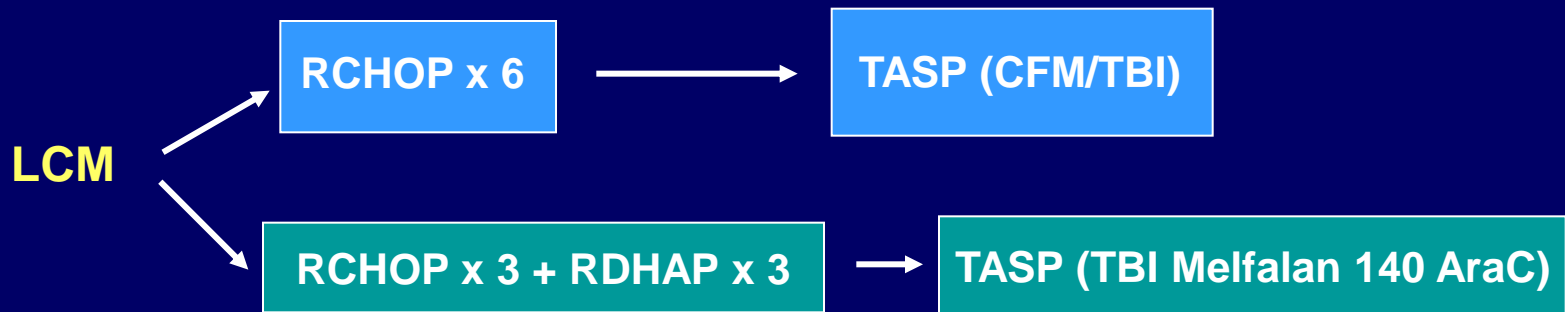 RCHOP x 6
TASP (CFM/TBI)
LCM
RCHOP x 3 + RDHAP x 3
TASP (TBI Melfalan 140 AraC)